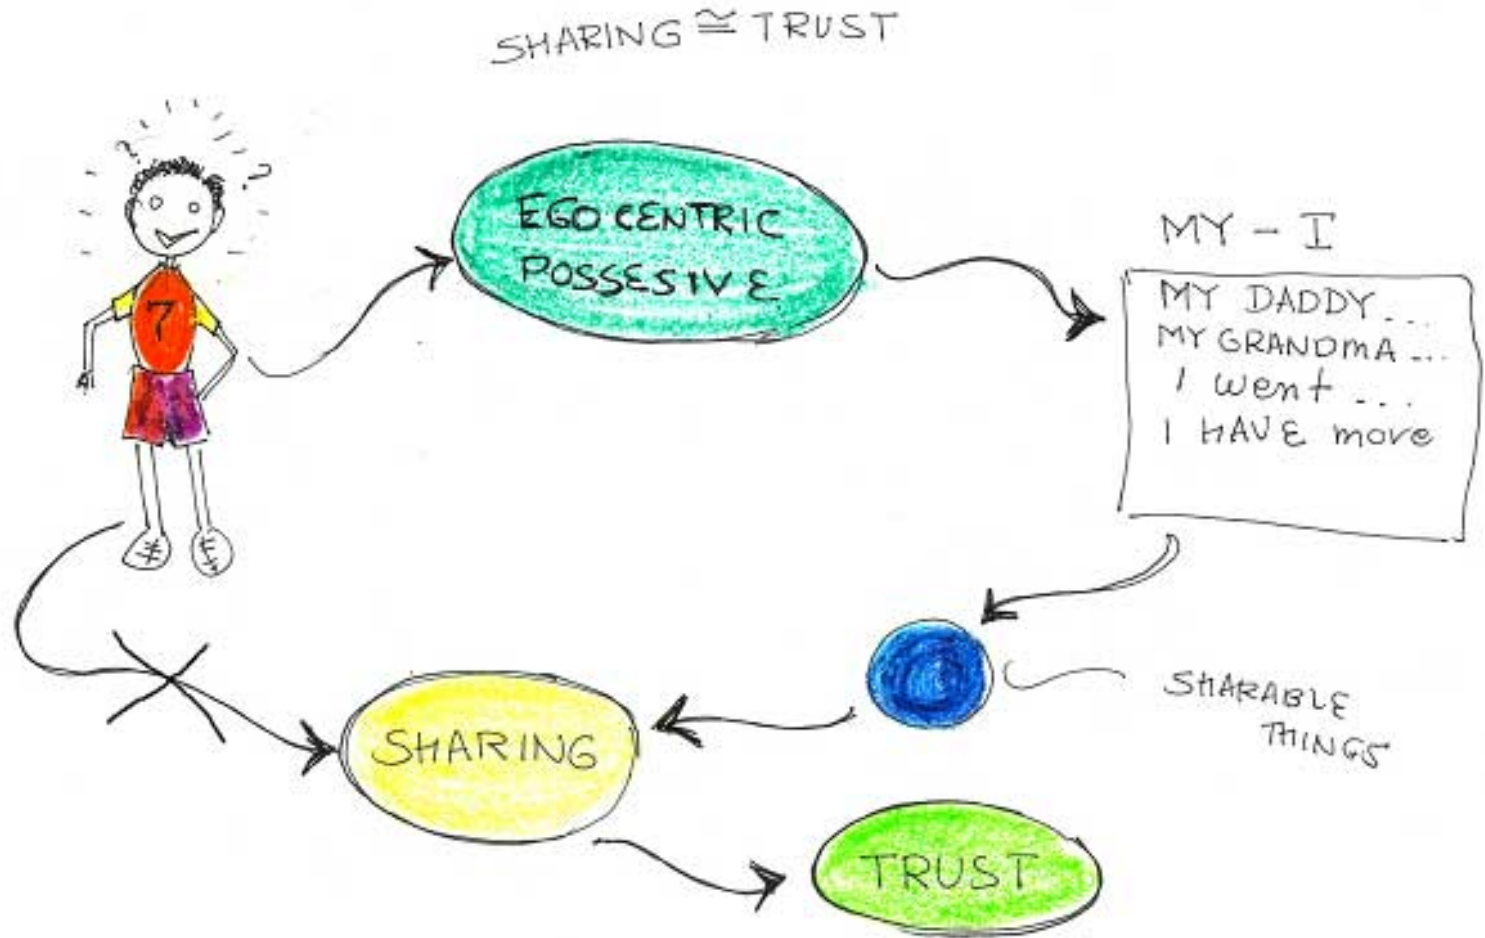 SHARING ≅ TRUST
? ?
7
EGO CENTRIC
POSSESIVE
MY - I
MY DADDY...
MY GRANDMA...
I went ...
I HAVE more
SHARABLE
THINGS
SHARING
TRUST